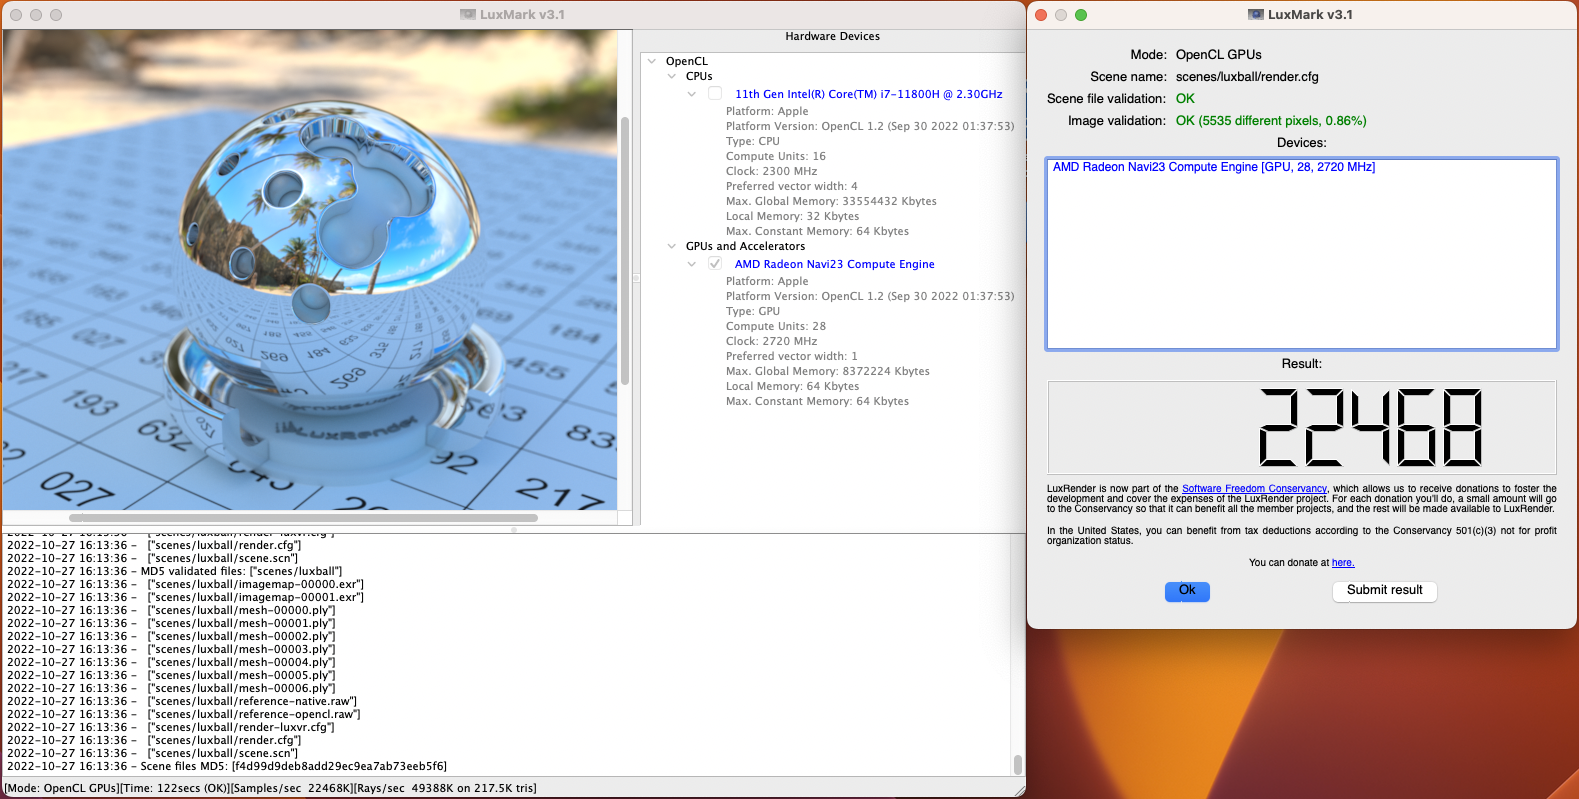 LuxMark v3.1
Hardware Devices
OpenCL
CPUs
11th Gen Intel(R) Core(TM) i7-11800H @ 2.30GHz
Platform: Apple
Platform Version: OpenCL 1.2 (Sep 30 2022 01:37:53)
Type: CPU
Compute Units: 16
Clock: 2300 MHz
Preferred vector width: 4
Max. Global Memory: 33554432 Kbytes
Local Memory: 32 Kbytes
Max. Constant Memory: 64 Kbytes
GPUs and Accelerators
AMD Radeon Navi23 Compute Engine
Platform: Apple
Platform Version: OpenCL 1.2 (Sep 30 2022 01:37:53)
Type: GPU
Compute Units: 28
Clock: 2720 MHz
Preferred vector width: 1
Max. Global Memory: 8372224 Kbytes
Local Memory: 64 Kbytes
Max. Constant Memory: 64 Kbytes
LuxRender
193
027
217
154
2022-10-27 16:13:36 - ["scenes/luxball/render-luxvr.cfg"]
2022-10-27 16:13:36 - ["scenes/luxball/render.cfg"]
2022-10-27 16:13:36 - ["scenes/luxball/scene.scn"]
2022-10-27 16:13:36 - MD5 validated files: ["scenes/luxball"]
2022-10-27 16:13:36 - ["scenes/luxball/imagemap-00000.exr"]
2022-10-27 16:13:36 - ["scenes/luxball/imagemap-00001.exr"]
2022-10-27 16:13:36 - ["scenes/luxball/mesh-00000.ply"]
2022-10-27 16:13:36 - ["scenes/luxball/mesh-00001.ply"]
2022-10-27 16:13:36 - ["scenes/luxball/mesh-00002.ply"]
2022-10-27 16:13:36 - ["scenes/luxball/mesh-00003.ply"]
2022-10-27 16:13:36 - ["scenes/luxball/mesh-00004.ply"]
2022-10-27 16:13:36 - ["scenes/luxball/mesh-00005.ply"]
2022-10-27 16:13:36 - ["scenes/luxball/mesh-00006.ply"]
2022-10-27 16:13:36 - ["scenes/luxball/reference-native.raw"]
2022-10-27 16:13:36 - ["scenes/luxball/reference-opencl.raw"]
2022-10-27 16:13:36 - ["scenes/luxball/render-luxvr.cfg"]
2022-10-27 16:13:36 - ["scenes/luxball/render.cfg"]
2022-10-27 16:13:36 - ["scenes/luxball/scene.scn"]
2022-10-27 16:13:36 - Scene files MD5: [f4d99d9deb8add29ec9ea7ab73eeb5f6]
[Mode: OpenCL GPUs][Time: 122secs (OK)][Samples/sec 22468K][Rays/sec 49388K on 217.5K tris]
LuxMark v3.1
Mode: OpenCL GPUs
Scene name: scenes/luxball/render.cfg
Scene file validation: OK
Image validation: OK (5535 different pixels, 0.86%)
Devices:
AMD Radeon Navi23 Compute Engine [GPU, 28, 2720 MHz]
Result:
22468
LuxRender is now part of the Software Freedom Conservancy, which allows us to receive donations to foster the
development and cover the expenses of the LuxRender project. For each donation you'll do, a small amount will go
to the Conservancy so that it can benefit all the member projects, and the rest will be made available to LuxRender.
In the United States, you can benefit from tax deductions according to the Conservancy 501(c)(3) not for profit
organization status.
You can donate at here.
Ok
Submit result